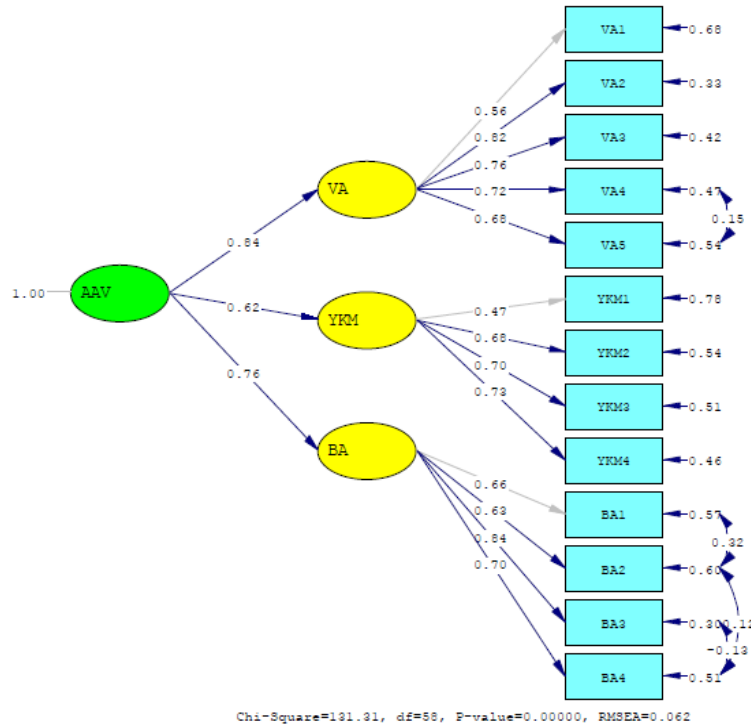 VA1
0.68
VA2
0.33
0.56
0.82
VA3
0.42
0.76
VA
0.72
VA4
0.47
0.68
0.15
0.84
VA5
0.54
1.00
AAV
YKM1
0.78
0.62
YKM
0.47
0.68
YKM2
0.54
0.70
0.76
0.73
YKM3
0.51
BA
YKM4
0.46
0.66
0.63
BA1
0.57
0.84
0.32
0.70
BA2
0.60
BA3
0.30
0.12
-0.13
BA4
0.51
Chi-Square=131.31, df=58, P-value=0.00000, RMSEA=0.062